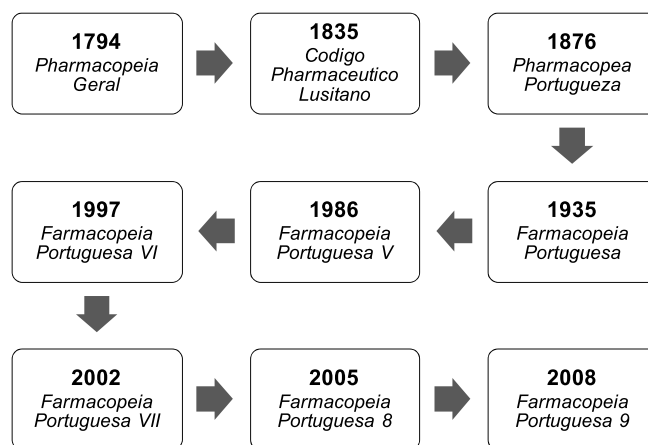 1794
Pharmacopeia
Geral
1835
Codigo
Pharmaceutico
Lusitano
1876
Pharmacopea
Portugueza
1935
Farmacopeia
Portuguesa
1986
Farmacopeia
Portuguesa V
1997
Farmacopeia
Portuguesa VI
2002
Farmacopeia
Portuguesa VII
2005
Farmacopeia
Portuguesa 8
2008
Farmacopeia
Portuguesa 9